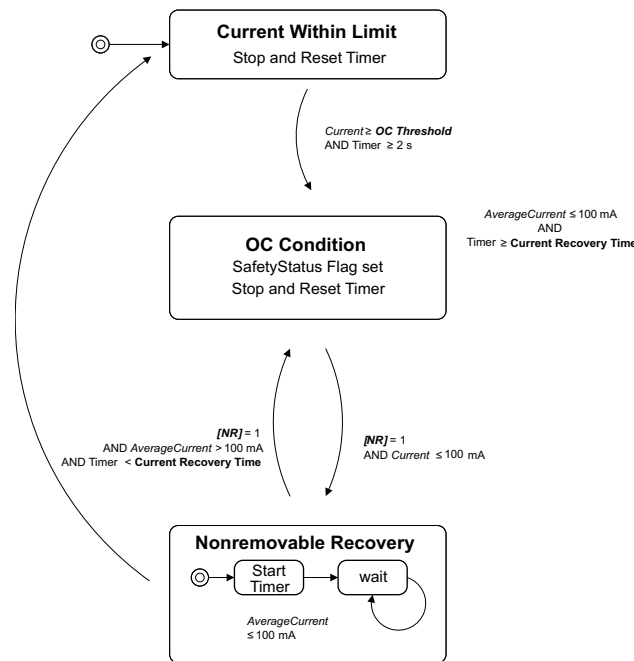 Current Within Limit
Stop and Reset Timer
Current ≥ OC Threshold
AND Timer ≥ 2 s
AverageCurrent ≤ 100 mA
AND
Timer ≥ Current Recovery Time
OC Condition
SafetyStatus Flag set
Stop and Reset Timer
[NR] = 1
AND AverageCurrent > 100 mA
AND Timer < Current Recovery Time
[NR] = 1
AND Current ≤ 100 mA
Nonremovable Recovery
Start
Timer
wait
AverageCurrent
≤ 100 mA